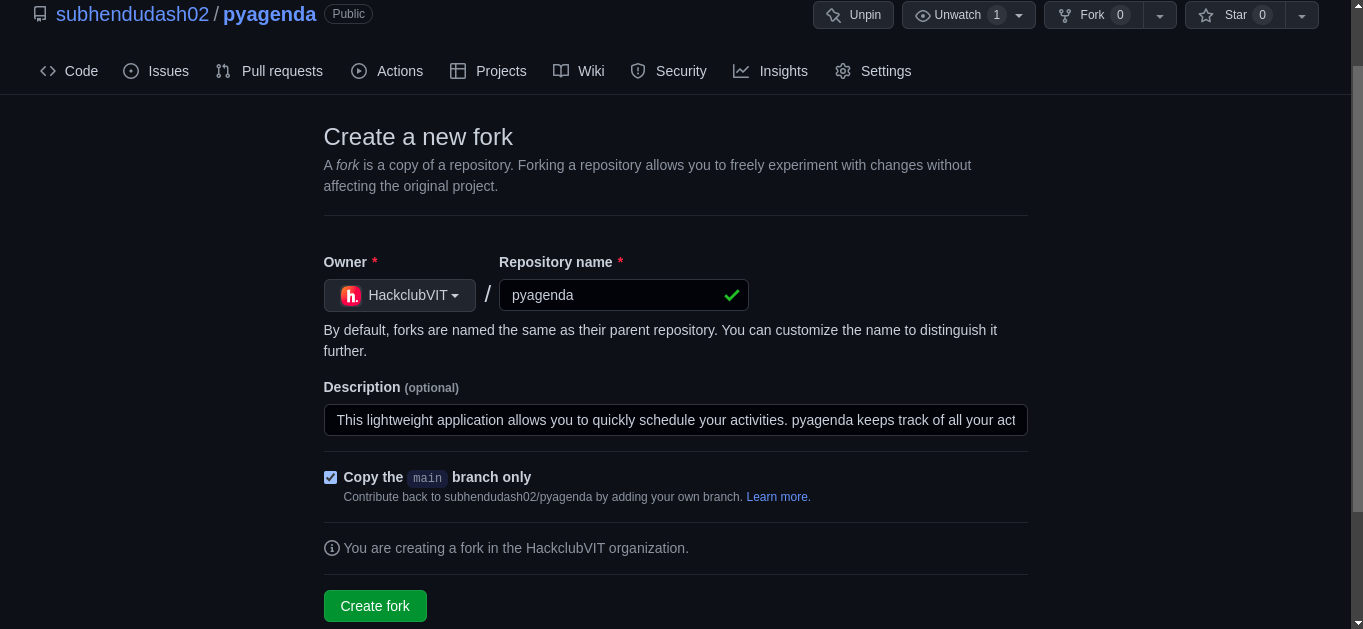 subhendudash02 / pyagenda Public Unpin Unwatch 1 Fork 0 Star 0
Code Issues Pull requests Actions Projects Wiki Security Insights Settings
Create a new fork
A fork is a copy of a repository. Forking a repository allows you to freely experiment with changes without
affecting the original project.
Owner * Repository name *
h. HackclubVIT / pyagenda
By default, forks are named the same as their parent repository. You can customize the name to distinguish it
further.
Description (optional)
This lightweight application allows you to quickly schedule your activities. pyagenda keeps track of all your act
Copy the main branch only
Contribute back to subhendudash02/pyagenda by adding your own branch. Learn more.
You are creating a fork in the HackclubVIT organization.
Create fork